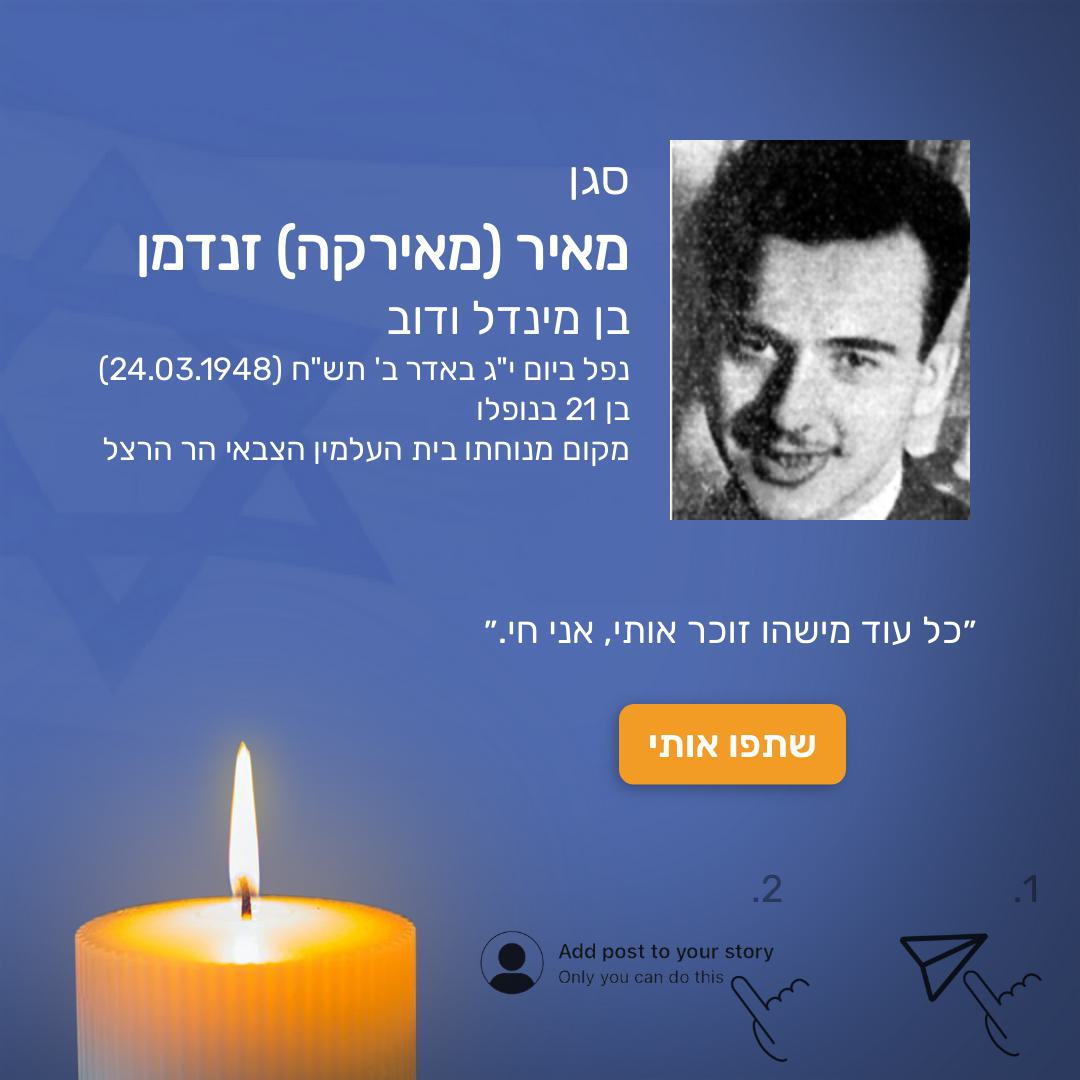 סגן
מאיר (מאירקה) זנדמן
בן מינדל ודוב
נפל ביום י"ג באדר ב' תש"ח (24.03.1948)
בן 21 בנופלו
מקום מנוחתו בית העלמין הצבאי הר הרצל
״כל עוד מישהו זוכר אותי, אני חי.״
שתפו אותי
.1
.2
Add post to your story
Only you can do this